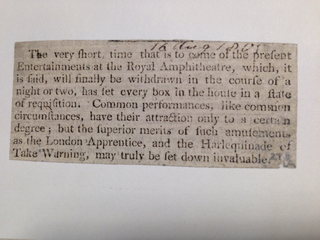 The very short, time that is to come of the present
Entertainments at the Royal Amphitheatre, which, it
is said, will finally be withdrawn in the course of a
night or two, has set every box in the house in a state
of requisition. Common performances, like common
circumstances, have their attraction only to a certain
degree; but the superior merits of such amusements
as the London Apprentice, and the Harlequinade of
Take Warning, may truly be set down invaluable.